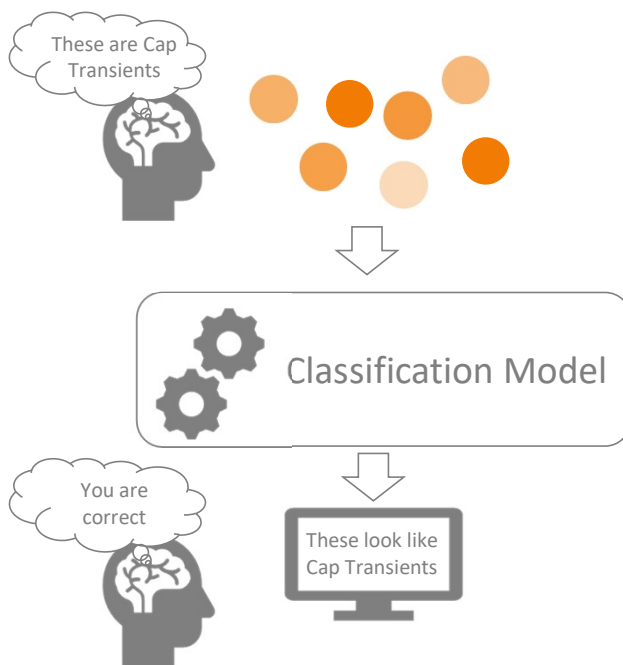 These are Cap
Transients
Classification Model
You are
correct
These look like
Cap Transients